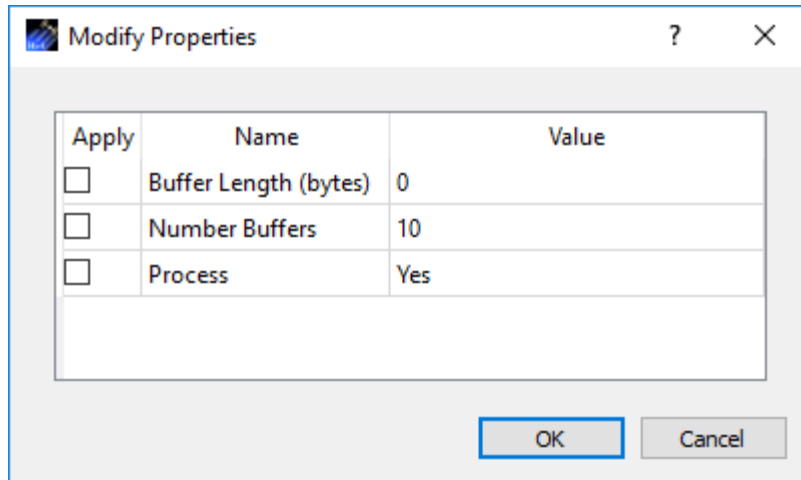 Modify Properties
Apply Name Value
Buffer Length (bytes) 0
Number Buffers 10
Process Yes
OK Cancel